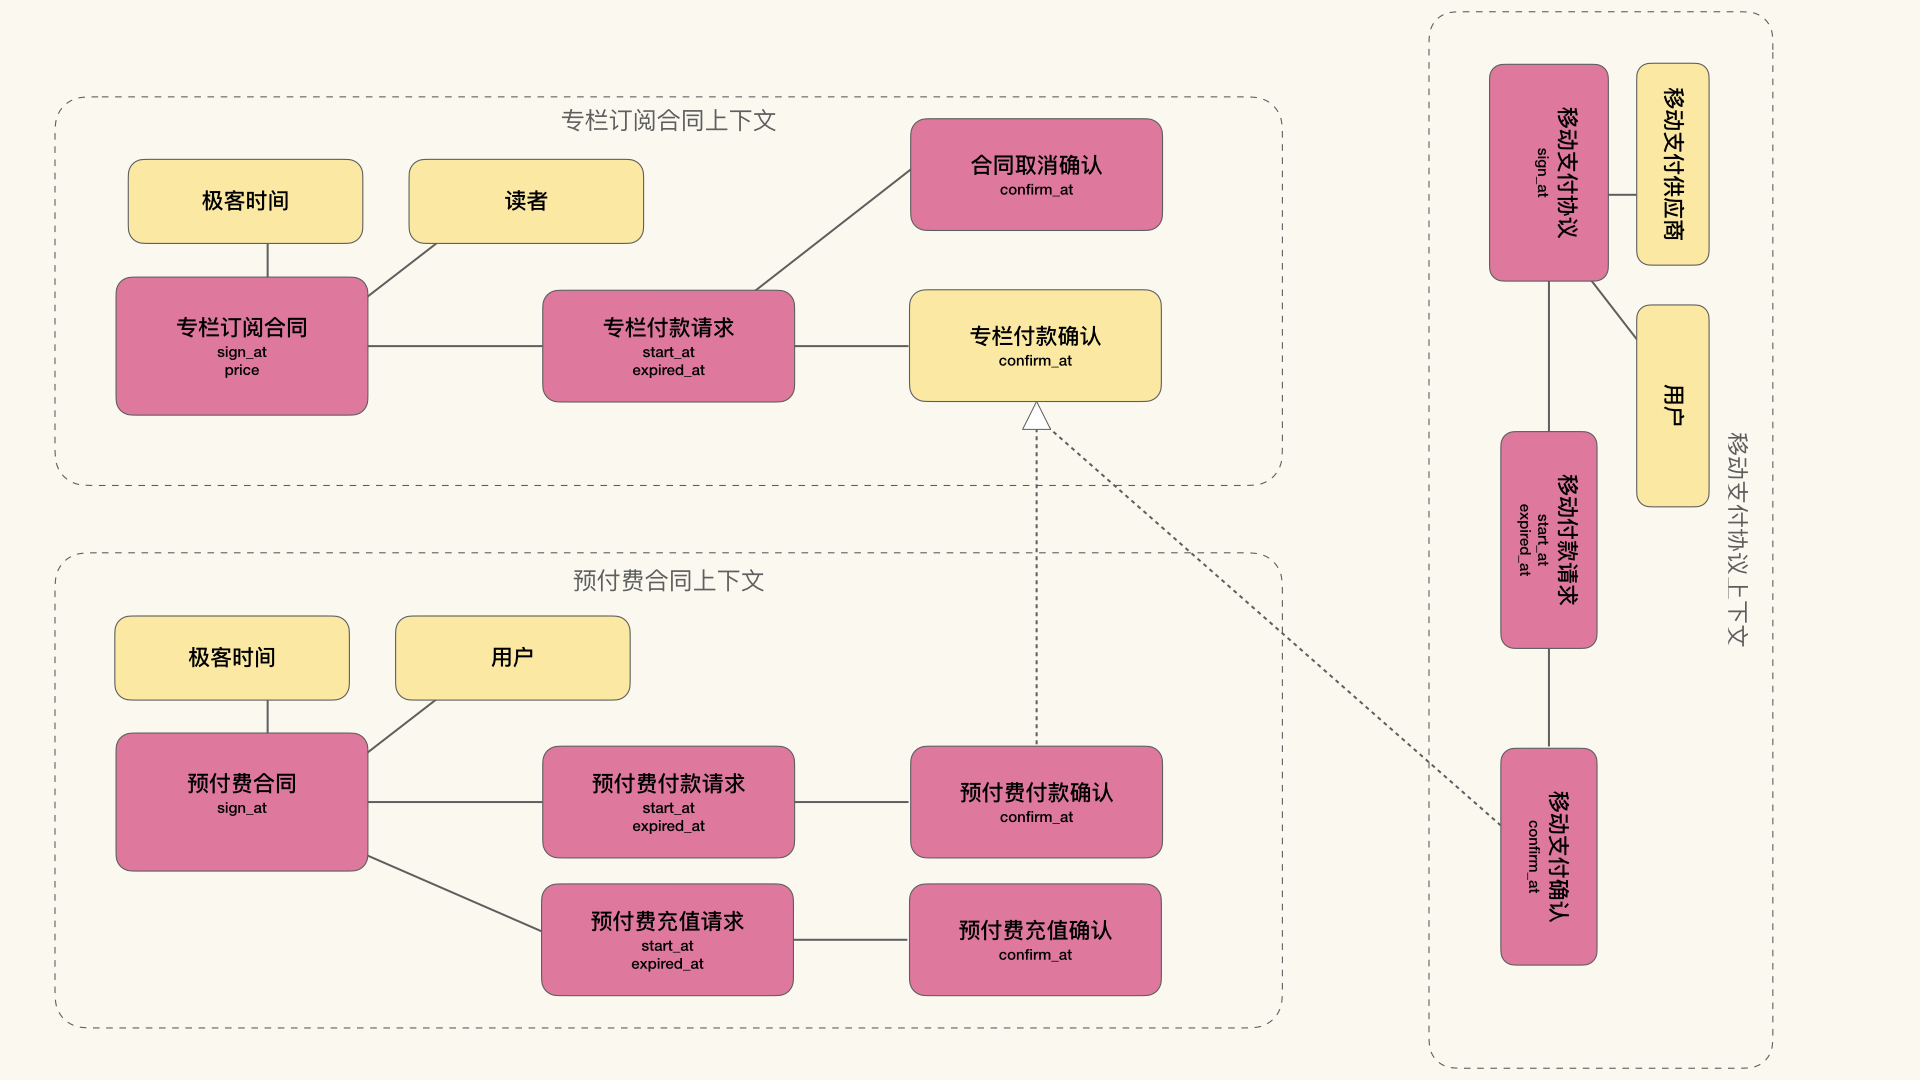 专栏订阅合同上下文
极客时间
读者
合同取消确认
confirm_at
专栏订阅合同
sign_at
price
专栏付款请求
start_at
expired_at
专栏付款确认
confirm_at
预付费合同上下文
极客时间
用户
预付费合同
sign_at
预付费付款请求
start_at
expired_at
预付费付款确认
confirm_at
预付费充值请求
start_at
expired_at
预付费充值确认
confirm_at
移动支付协议上下文
移动支付协议
sign_at
移动支付供应商
用户
移动付款请求
start_at
expired_at
移动支付确认
confirm_at